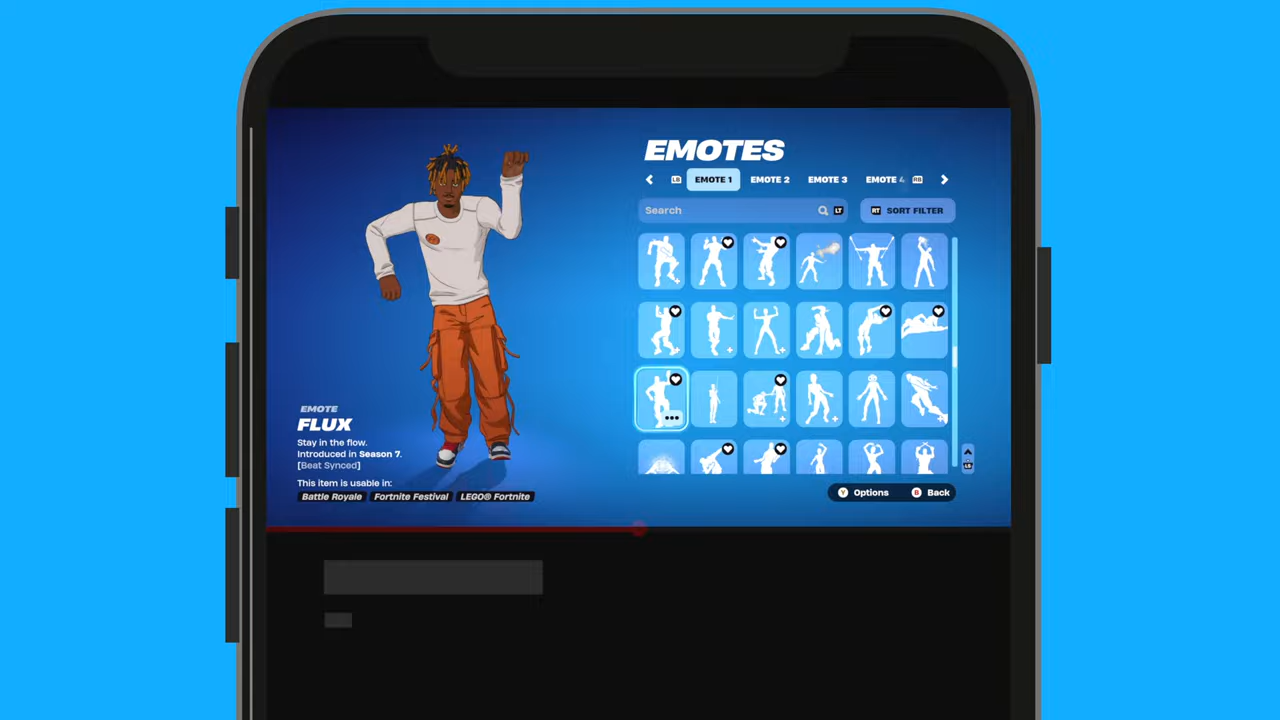 EMOTES
LB EMOTE 1 EMOTE 2 EMOTE 3 EMOTE 4 RB
Search LT RT SORT FILTER
EMOTE
FLUX
Stay in the flow.
Introduced in Season 7.
[Beat Synced]
This item is usable in:
Battle Royale Fortnite Festival LEGO® Fortnite
Y Options B Back